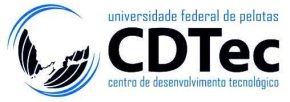 universidade federal de pelotas
CDTec
centro de desenvolvimento tecnológico